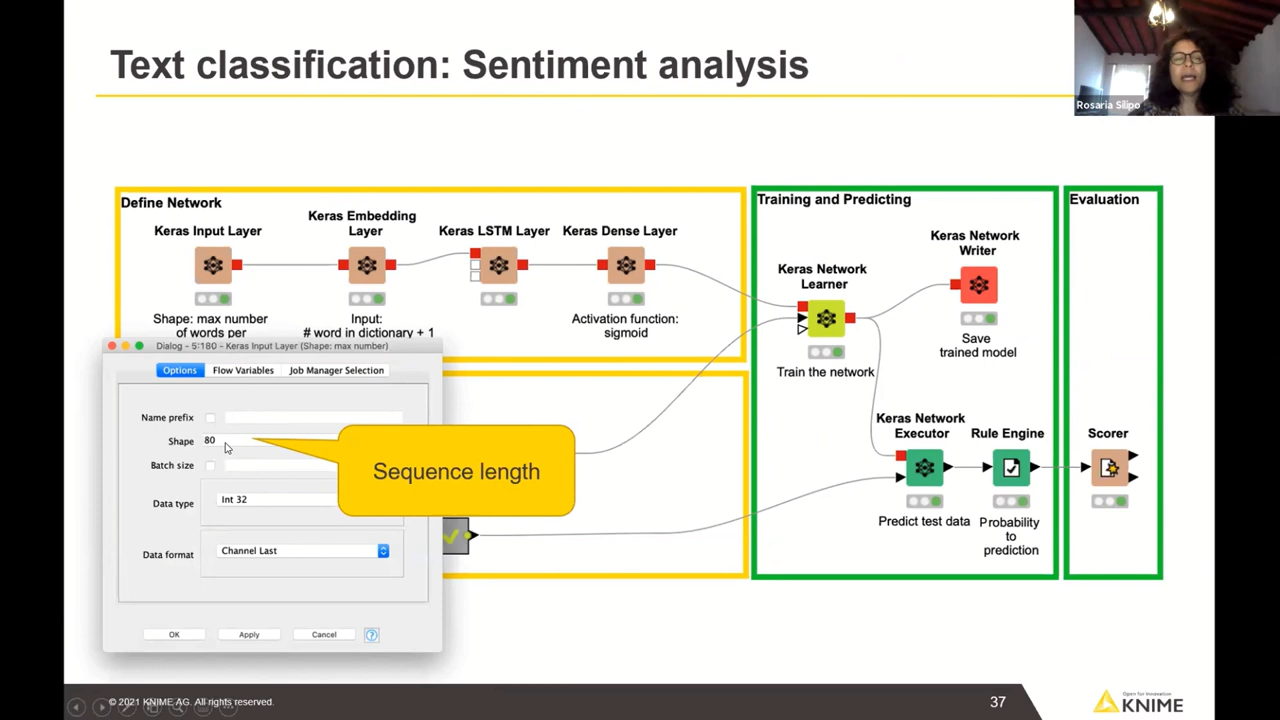 Text classification: Sentiment analysis
Rosaria Silipo
Define Network
Keras Input Layer
Shape: max number
of words per
Keras Embedding
Layer
Input:
# word in dictionary + 1
Keras LSTM Layer
Keras Dense Layer
Activation function:
sigmoid
Training and Predicting
Keras Network
Learner
Train the network
Keras Network
Writer
Save
trained model
Keras Network
Executor
Predict test data
Rule Engine
Probability
to
prediction
Evaluation
Scorer
Dialog - 5:180 - Keras Input Layer (Shape: max number)
Options
Flow Variables
Job Manager Selection
Name prefix
Shape
80
Batch size
Data type
Int 32
Data format
Channel Last
OK
Apply
Cancel
?
Sequence length
© 2021 KNIME AG. All rights reserved.
37
Open for Innovation
KNIME